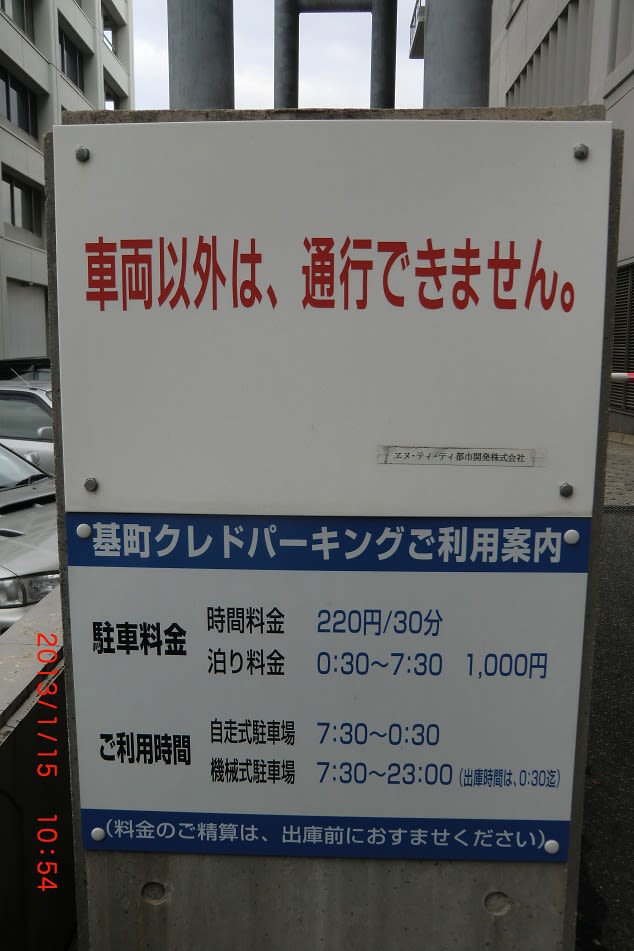 車両以外は、通行できません。
エヌ・ティ・ティ都市開発株式会社
基町クレドパーキングご利用案内
駐車料金 時間料金 220円/30分
泊り料金 0:30～7:30 1,000円
ご利用時間 自走式駐車場 7:30～0:30
機械式駐車場 7:30～23:00 (出庫時間は、0:30迄)
(料金のご精算は、出庫前におすませください)
2013/1/15 10:54